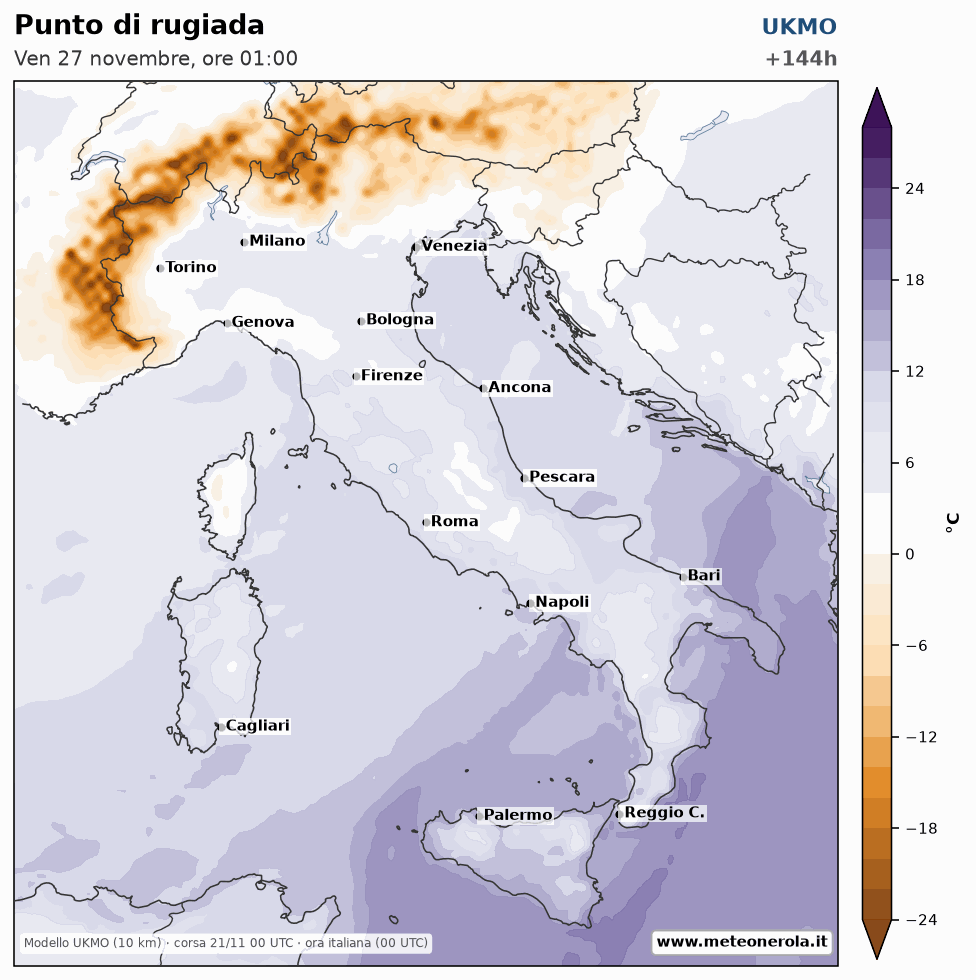 Punto di rugiada
UKMO
Ven 27 novembre, ore 01:00
+144h
Milano
Venezia
Torino
Genova
Bologna
Firenze
Ancona
Pescara
Roma
Bari
Napoli
Cagliari
Palermo
Reggio C.
24
18
12
6
°C
0
−6
−12
−18
−24
Modello UKMO (10 km) · corsa 21/11 00 UTC · ora italiana (00 UTC)
www.meteonerola.it